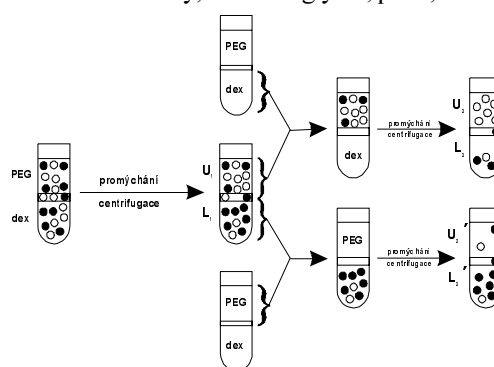 PEG
dex
PEG
dex
promýchání
centrifugace
U1
L1
PEG
dex
promýchání
centrifugace
U2
L2
PEG
promýchání
centrifugace
U2'
L2'